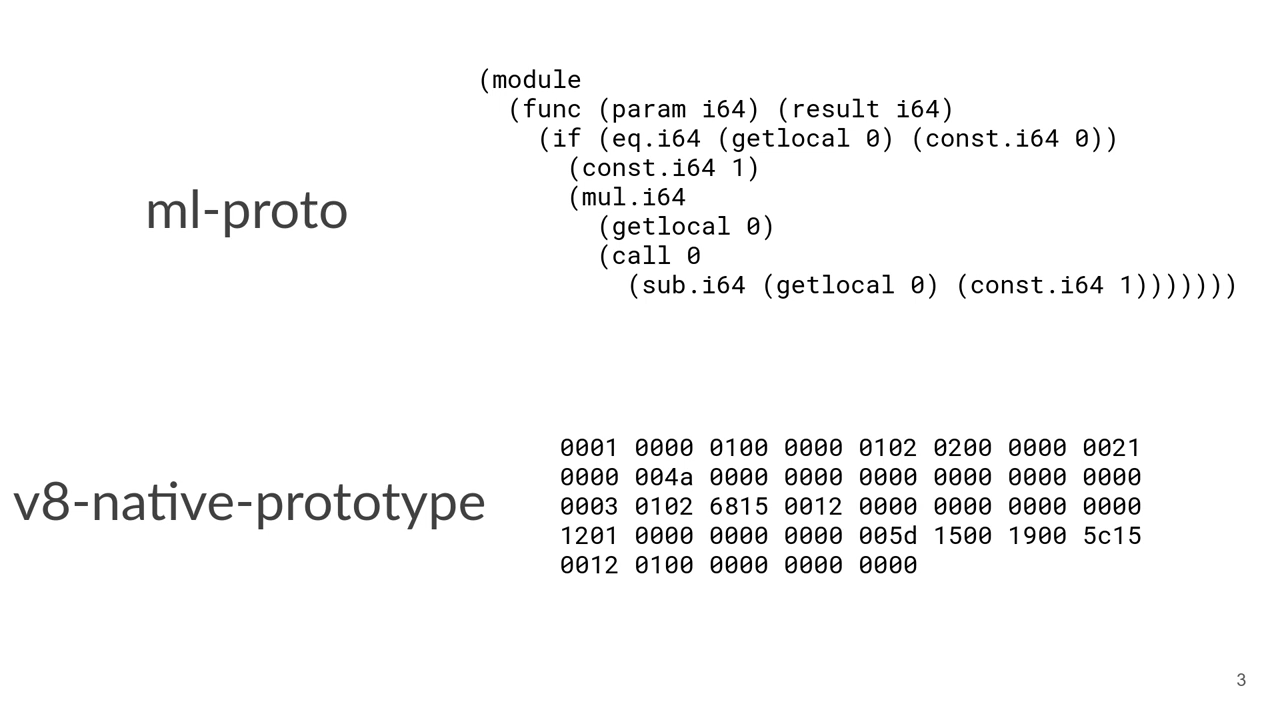 ml-proto
(module
  (func (param i64) (result i64)
    (if (eq.i64 (getlocal 0) (const.i64 0))
      (const.i64 1)
      (mul.i64
        (getlocal 0)
        (call 0
          (sub.i64 (getlocal 0) (const.i64 1)))))))
v8-native-prototype
0001 0000 0100 0000 0102 0200 0000 0021
0000 004a 0000 0000 0000 0000 0000 0000
0003 0102 6815 0012 0000 0000 0000 0000
1201 0000 0000 0000 005d 1500 1900 5c15
0012 0100 0000 0000 0000
3